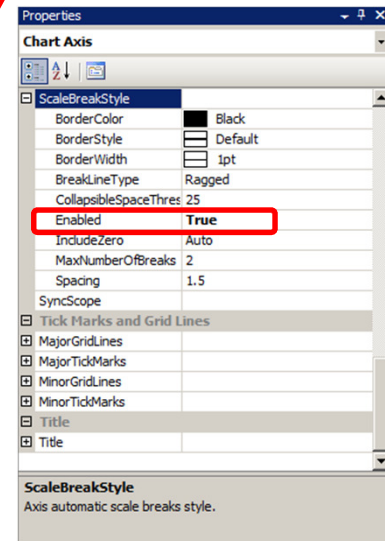 Properties
Chart Axis
ScaleBreakStyle
BorderColor Black
BorderStyle Default
BorderWidth 1pt
BreakLineType Ragged
CollapsibleSpaceThres 25
Enabled True
IncludeZero Auto
MaxNumberOfBreaks 2
Spacing 1.5
SyncScope
Tick Marks and Grid Lines
MajorGridLines
MajorTickMarks
MinorGridLines
MinorTickMarks
Title
Title
ScaleBreakStyle
Axis automatic scale breaks style.